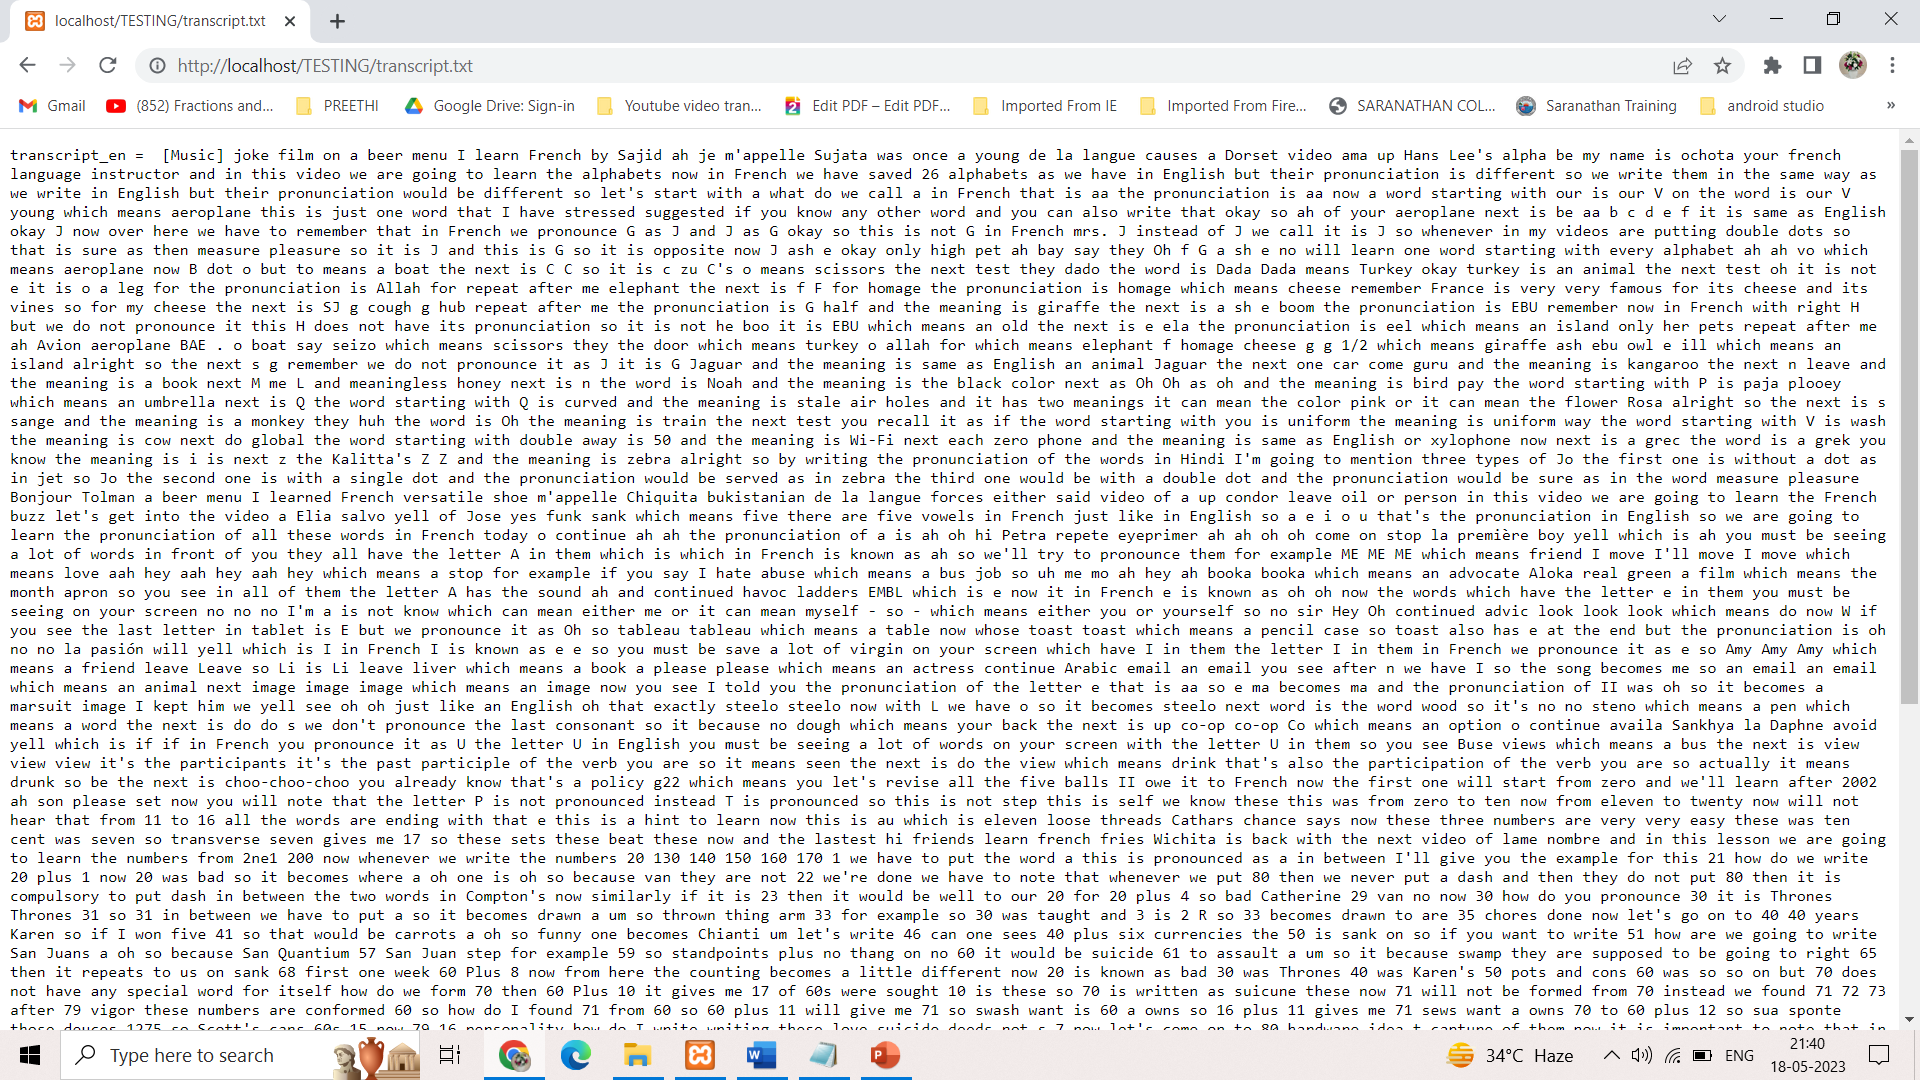 localhost/TESTING/transcript.txt
http://localhost/TESTING/transcript.txt
Gmail (852) Fractions and... PREETHI Google Drive: Sign-in Youtube video tran... Edit PDF – Edit PDF... Imported From IE Imported From Fire... SARANATHAN COL... Saranathan Training android studio »
transcript_en =  [Music] joke film on a beer menu I learn French by Sajid ah je m'appelle Sujata was once a young de la langue causes a Dorset video ama up Hans Lee's alpha be my name is ochota your french
language instructor and in this video we are going to learn the alphabets now in French we have saved 26 alphabets as we have in English but their pronunciation is different so we write them in the same way as
we write in English but their pronunciation would be different so let's start with a what do we call a in French that is aa the pronunciation is aa now a word starting with our is our V on the word is our V
young which means aeroplane this is just one word that I have stressed suggested if you know any other word and you can also write that okay so ah of your aeroplane next is be aa b c d e f it is same as English
okay J now over here we have to remember that in French we pronounce G as J and J as G okay so this is not G in French mrs. J instead of J we call it is J so whenever in my videos are putting double dots so
that is sure as then measure pleasure so it is J and this is G so it is opposite now J ash e okay only high pet ah bay say they Oh f G a sh e no will learn one word starting with every alphabet ah ah vo which
means aeroplane now B dot o but to means a boat the next is C C so it is c zu C's o means scissors the next test they dado the word is Dada Dada means Turkey okay turkey is an animal the next test oh it is not
e it is o a leg for the pronunciation is Allah for repeat after me elephant the next is f F for homage the pronunciation is homage which means cheese remember France is very very famous for its cheese and its
vines so for my cheese the next is SJ g cough g hub repeat after me the pronunciation is G half and the meaning is giraffe the next is a sh e boom the pronunciation is EBU remember now in French with right H
but we do not pronounce it this H does not have its pronunciation so it is not he boo it is EBU which means an old the next is e ela the pronunciation is eel which means an island only her pets repeat after me
ah Avion aeroplane BAE . o boat say seizo which means scissors they the door which means turkey o allah for which means elephant f homage cheese g g 1/2 which means giraffe ash ebu owl e ill which means an
island alright so the next s g remember we do not pronounce it as J it is G Jaguar and the meaning is same as English an animal Jaguar the next one car come guru and the meaning is kangaroo the next n leave and
the meaning is a book next M me L and meaningless honey next is n the word is Noah and the meaning is the black color next as Oh Oh as oh and the meaning is bird pay the word starting with P is paja plooey
which means an umbrella next is Q the word starting with Q is curved and the meaning is stale air holes and it has two meanings it can mean the color pink or it can mean the flower Rosa alright so the next is s
sange and the meaning is a monkey they huh the word is Oh the meaning is train the next test you recall it as if the word starting with you is uniform the meaning is uniform way the word starting with V is wash
the meaning is cow next do global the word starting with double away is 50 and the meaning is Wi-Fi next each zero phone and the meaning is same as English or xylophone now next is a grec the word is a grek you
know the meaning is i is next z the Kalitta's Z Z and the meaning is zebra alright so by writing the pronunciation of the words in Hindi I'm going to mention three types of Jo the first one is without a dot as
in jet so Jo the second one is with a single dot and the pronunciation would be served as in zebra the third one would be with a double dot and the pronunciation would be sure as in the word measure pleasure
Bonjour Tolman a beer menu I learned French versatile shoe m'appelle Chiquita bukistanian de la langue forces either said video of a up condor leave oil or person in this video we are going to learn the French
buzz let's get into the video a Elia salvo yell of Jose yes funk sank which means five there are five vowels in French just like in English so a e i o u that's the pronunciation in English so we are going to
learn the pronunciation of all these words in French today o continue ah ah the pronunciation of a is ah oh hi Petra repete eyeprimer ah ah oh oh come on stop la première boy yell which is ah you must be seeing
a lot of words in front of you they all have the letter A in them which is which in French is known as ah so we'll try to pronounce them for example ME ME ME which means friend I move I'll move I move which
means love aah hey aah hey aah hey which means a stop for example if you say I hate abuse which means a bus job so uh me mo ah hey ah booka booka which means an advocate Aloka real green a film which means the
month apron so you see in all of them the letter A has the sound ah and continued havoc ladders EMBL which is e now it in French e is known as oh oh now the words which have the letter e in them you must be
seeing on your screen no no no I'm a is not know which can mean either me or it can mean myself - so - which means either you or yourself so no sir Hey Oh continued advic look look look which means do now W if
you see the last letter in tablet is E but we pronounce it as Oh so tableau tableau which means a table now whose toast toast which means a pencil case so toast also has e at the end but the pronunciation is oh
no no la pasión will yell which is I in French I is known as e e so you must be save a lot of virgin on your screen which have I in them the letter I in them in French we pronounce it as e so Amy Amy Amy which
means a friend leave Leave so Li is Li leave liver which means a book a please please which means an actress continue Arabic email an email you see after n we have I so the song becomes me so an email an email
which means an animal next image image image which means an image now you see I told you the pronunciation of the letter e that is aa so e ma becomes ma and the pronunciation of II was oh so it becomes a
marsuit image I kept him we yell see oh oh just like an English oh that exactly steelo steelo now with L we have o so it becomes steelo next word is the word wood so it's no no steno which means a pen which
means a word the next is do do s we don't pronounce the last consonant so it because no dough which means your back the next is up co-op co-op Co which means an option o continue availa Sankhya la Daphne avoid
yell which is if if in French you pronounce it as U the letter U in English you must be seeing a lot of words on your screen with the letter U in them so you see Buse views which means a bus the next is view
view view it's the participants it's the past participle of the verb you are so it means seen the next is do the view which means drink that's also the participation of the verb you are so actually it means
drunk so be the next is choo-choo-choo you already know that's a policy g22 which means you let's revise all the five balls II owe it to French now the first one will start from zero and we'll learn after 2002
ah son please set now you will note that the letter P is not pronounced instead T is pronounced so this is not step this is self we know these this was from zero to ten now from eleven to twenty now will not
hear that from 11 to 16 all the words are ending with that e this is a hint to learn now this is au which is eleven loose threads Cathars chance says now these three numbers are very very easy these was ten
cent was seven so transverse seven gives me 17 so these sets these beat these now and the lastest hi friends learn french fries Wichita is back with the next video of lame nombre and in this lesson we are going
to learn the numbers from 2ne1 200 now whenever we write the numbers 20 130 140 150 160 170 1 we have to put the word a this is pronounced as a in between I'll give you the example for this 21 how do we write
20 plus 1 now 20 was bad so it becomes where a oh one is oh so because van they are not 22 we're done we have to note that whenever we put 80 then we never put a dash and then they do not put 80 then it is
compulsory to put dash in between the two words in Compton's now similarly if it is 23 then it would be well to our 20 for 20 plus 4 so bad Catherine 29 van no now 30 how do you pronounce 30 it is Thrones
Thrones 31 so 31 in between we have to put a so it becomes drawn a um so thrown thing arm 33 for example so 30 was taught and 3 is 2 R so 33 becomes drawn to are 35 chores done now let's go on to 40 40 years
Karen so if I won five 41 so that would be carrots a oh so funny one becomes Chianti um let's write 46 can one sees 40 plus six currencies the 50 is sank on so if you want to write 51 how are we going to write
San Juans a oh so because San Quantium 57 San Juan step for example 59 so standpoints plus no thang on no 60 it would be suicide 61 to assault a um so it because swamp they are supposed to be going to right 65
then it repeats to us on sank 68 first one week 60 Plus 8 now from here the counting becomes a little different now 20 is known as bad 30 was Thrones 40 was Karen's 50 pots and cons 60 was so so on but 70 does
not have any special word for itself how do we form 70 then 60 Plus 10 it gives me 17 of 60s were sought 10 is these so 70 is written as suicune these now 71 will not be formed from 70 instead we found 71 72 73
after 79 vigor these numbers are conformed 60 so how do I found 71 from 60 so 60 plus 11 will give me 71 so swash want is 60 a owns so 16 plus 11 gives me 71 sews want a owns 70 to 60 plus 12 so sua sponte
these deuces 1275 so Scott's cans 60s 15 now 79 16 personality how do I write writing these love suicide deeds not s 7 now let's come on to 80 handwane idea t capture of them now it is important to note that in
Type here to search
34°C Haze
ENG
21:40
18-05-2023